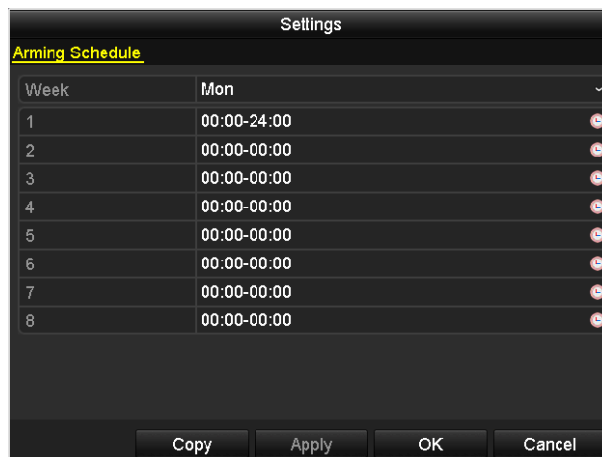 Settings
Arming Schedule
Week Mon
1 00:00-24:00
2 00:00-00:00
3 00:00-00:00
4 00:00-00:00
5 00:00-00:00
6 00:00-00:00
7 00:00-00:00
8 00:00-00:00
Copy Apply OK Cancel